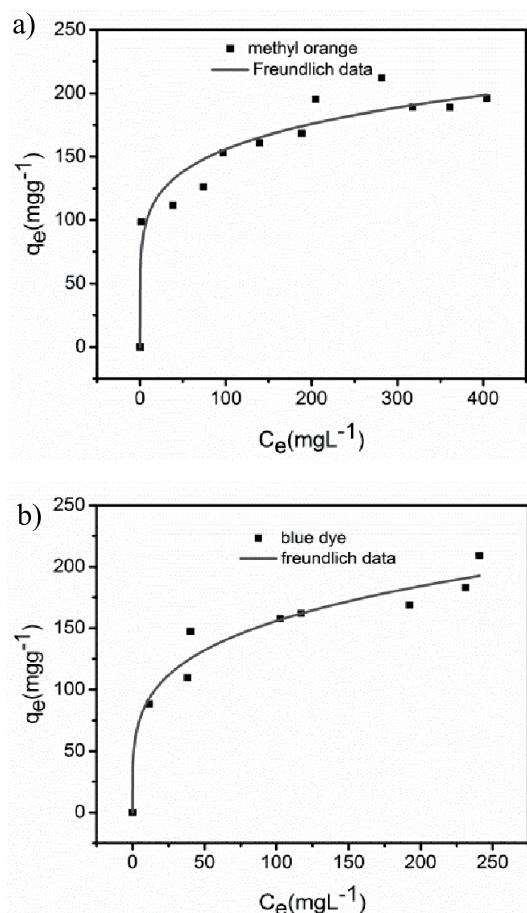 a)
250
200
150
100
50
0
methyl orange
Freundlich data
qe(mgg-1)
0 100 200 300 400
Ce(mgL-1)
b)
250
200
150
100
50
0
blue dye
freundlich data
qe(mgg-1)
0 50 100 150 200 250
Ce(mgL-1)